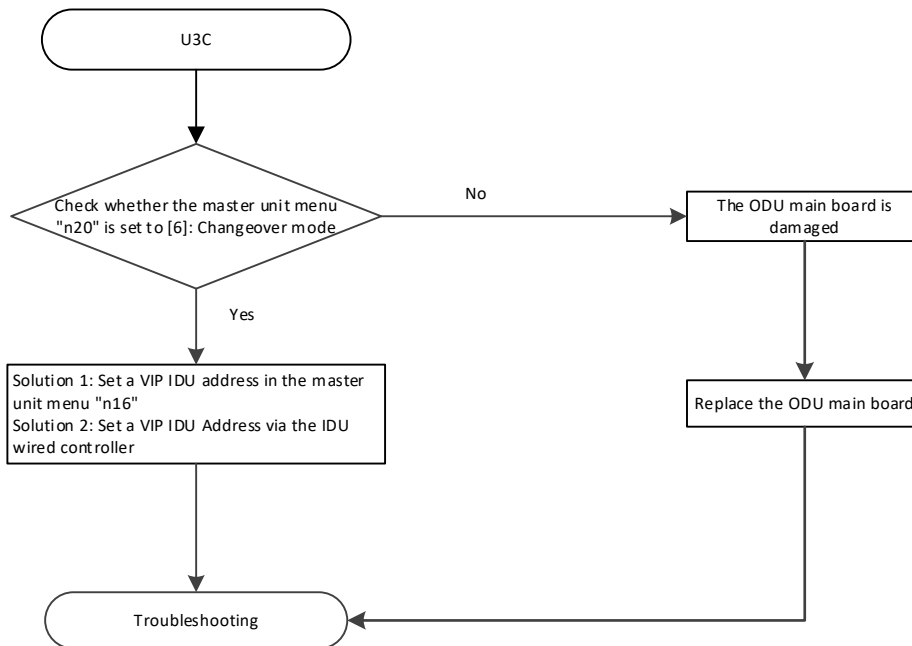 U3C
Check whether the master unit menu
"n20" is set to [6]: Changeover mode
No
The ODU main board is
damaged
Yes
Solution 1: Set a VIP IDU address in the master
unit menu "n16"
Solution 2: Set a VIP IDU Address via the IDU
wired controller
Replace the ODU main board
Troubleshooting